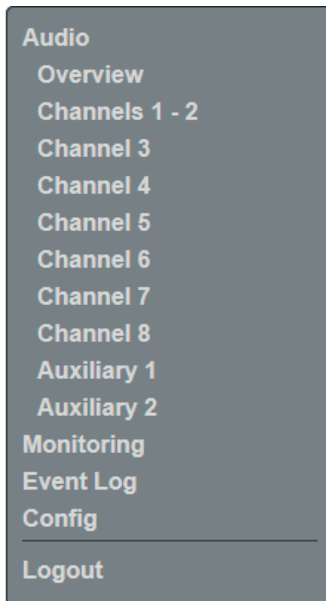 Audio
Overview
Channels 1 - 2
Channel 3
Channel 4
Channel 5
Channel 6
Channel 7
Channel 8
Auxiliary 1
Auxiliary 2
Monitoring
Event Log
Config
Logout